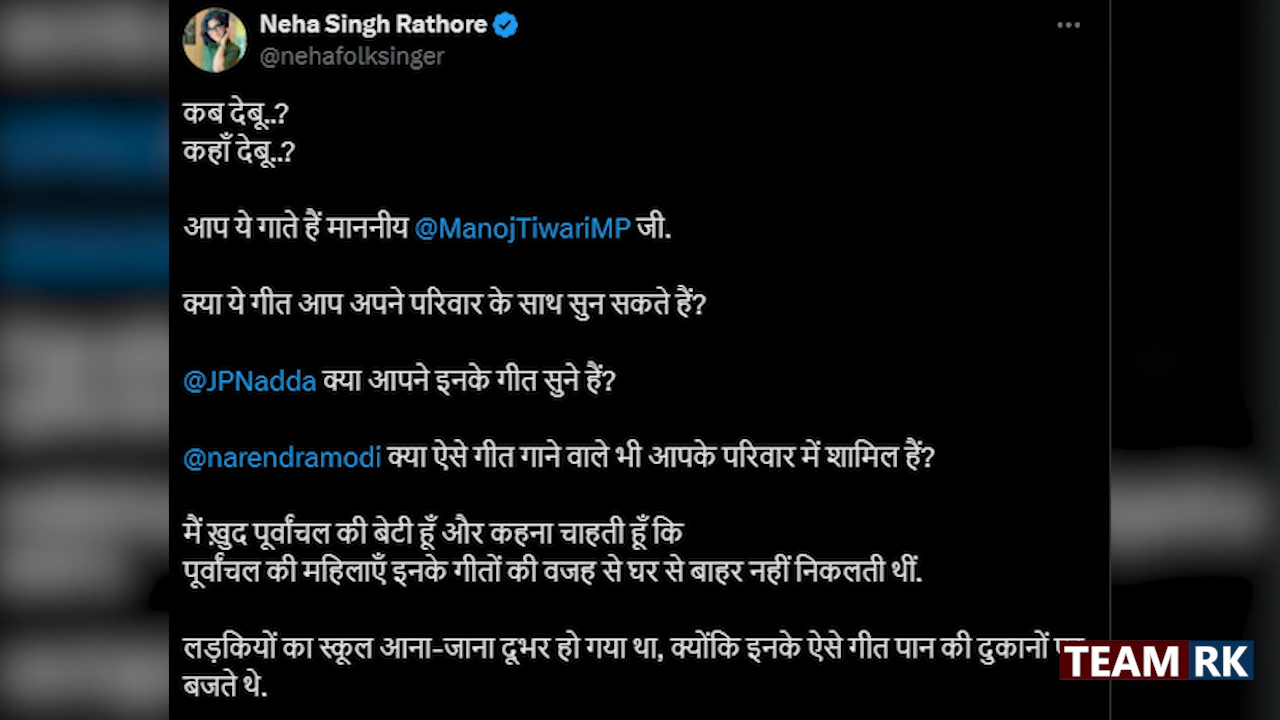 Neha Singh Rathore
@nehafolksinger
कब देबू..?
कहाँ देबू..?
आप ये गाते हैं माननीय @ManojTiwariMP जी.
क्या ये गीत आप अपने परिवार के साथ सुन सकते हैं?
@JPNadda क्या आपने इनके गीत सुने हैं?
@narendramodi क्या ऐसे गीत गाने वाले भी आपके परिवार में शामिल हैं?
मैं ख़ुद पूर्वांचल की बेटी हूँ और कहना चाहती हूँ कि
पूर्वांचल की महिलाएँ इनके गीतों की वजह से घर से बाहर नहीं निकलती थीं.
लड़कियों का स्कूल आना-जाना दूभर हो गया था, क्योंकि इनके ऐसे गीत पान की दुकानों
बजते थे.
TEAM RK